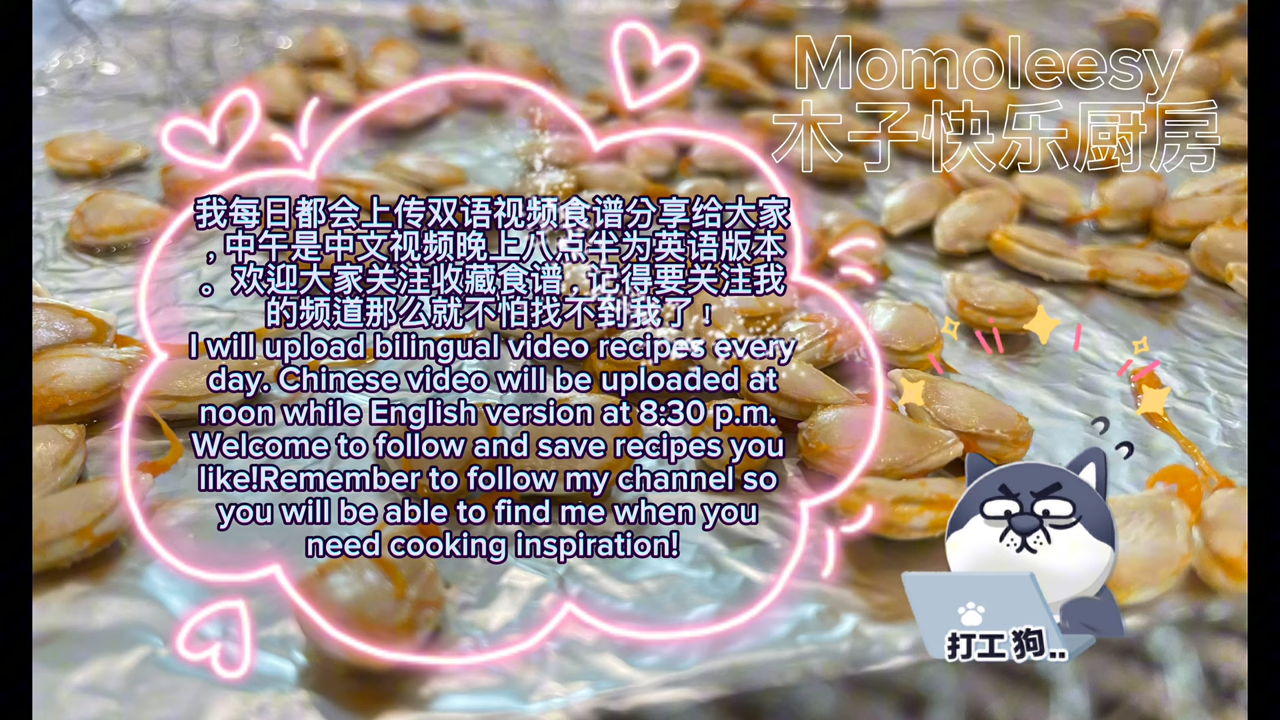 Momoleesy
木子快乐厨房
我每日都会上传双语视频食谱分享给大家
，中午是中文视频晚上八点半为英语版本
。欢迎大家关注收藏食谱，记得要关注我
的频道那么就不怕找不到我了！
I will upload bilingual video recipes every
day. Chinese video will be uploaded at
noon while English version at 8:30 p.m.
Welcome to follow and save recipes you
like!Remember to follow my channel so
you will be able to find me when you
need cooking inspiration!
打工狗..